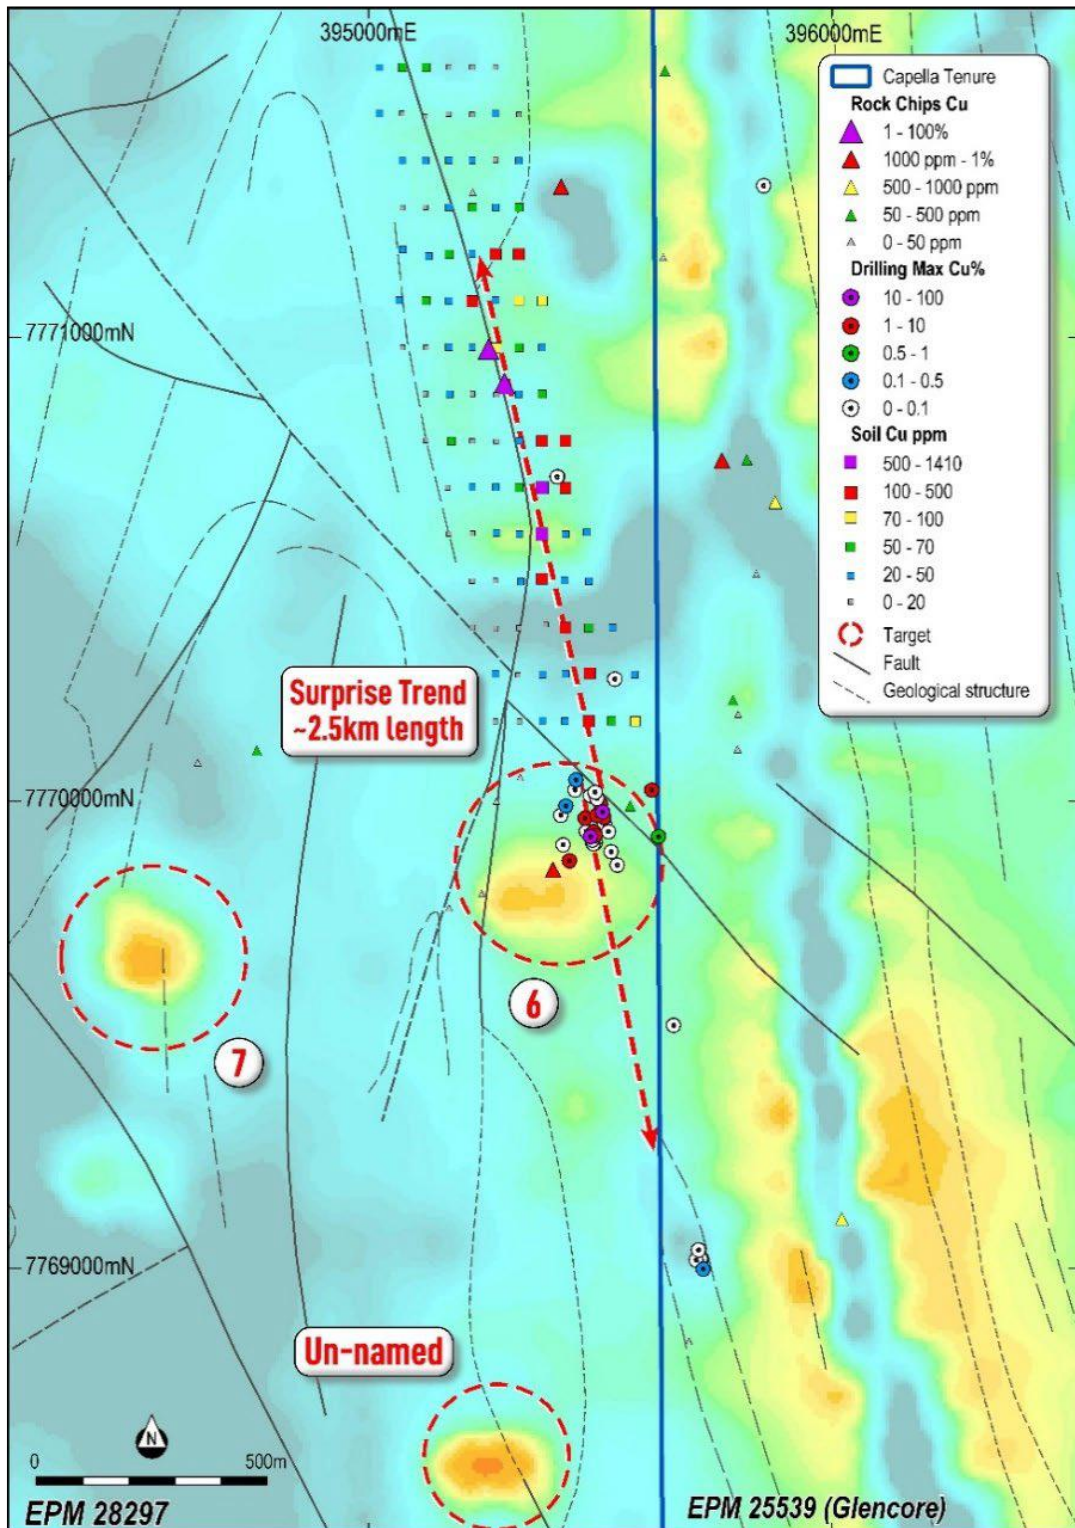 395000mE
396000mE
Capella Tenure
Rock Chips Cu
1 - 100%
1000 ppm - 1%
500 - 1000 ppm
50 - 500 ppm
0 - 50 ppm
Drilling Max Cu%
10 - 100
1 - 10
0.5 - 1
0.1 - 0.5
0 - 0.1
Soil Cu ppm
500 - 1410
100 - 500
70 - 100
50 - 70
20 - 50
0 - 20
Target
Fault
Geological structure
7771000mN
Surprise Trend
~2.5km length
7770000mN
6
7
7769000mN
Un-named
N
0 500m
EPM 28297
EPM 25539 (Glencore)